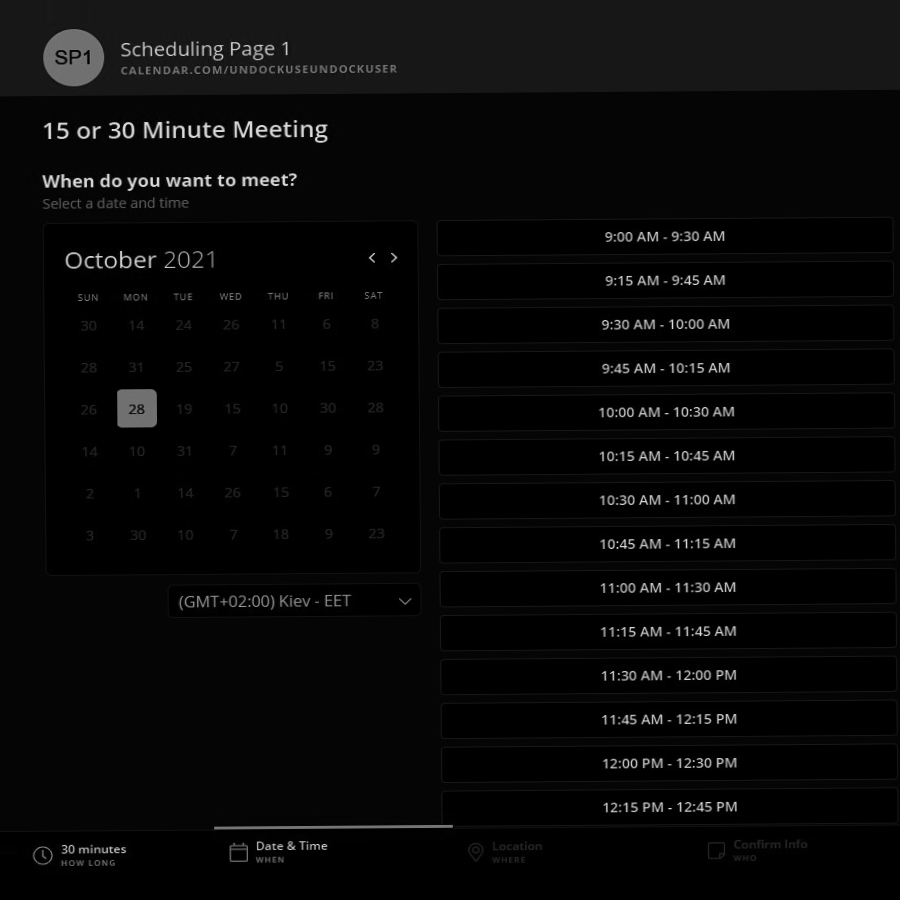 SP1
Scheduling Page 1
CALENDAR.COM/UNDOCKUSEUNDOCKUSER
15 or 30 Minute Meeting
When do you want to meet?
Select a date and time
October 2021
SUN MON TUE WED THU FRI SAT
30 14 24 26 11 6 8
28 31 25 27 5 15 23
26 28 19 15 10 30 28
14 10 31 7 11 9 9
2 1 14 26 15 6 7
3 30 10 7 18 9 23
(GMT+02:00) Kiev - EET
9:00 AM - 9:30 AM
9:15 AM - 9:45 AM
9:30 AM - 10:00 AM
9:45 AM - 10:15 AM
10:00 AM - 10:30 AM
10:15 AM - 10:45 AM
10:30 AM - 11:00 AM
10:45 AM - 11:15 AM
11:00 AM - 11:30 AM
11:15 AM - 11:45 AM
11:30 AM - 12:00 PM
11:45 AM - 12:15 PM
12:00 PM - 12:30 PM
12:15 PM - 12:45 PM
30 minutes
HOW LONG
Date & Time
WHEN
Location
WHERE
Confirm Info
WHO